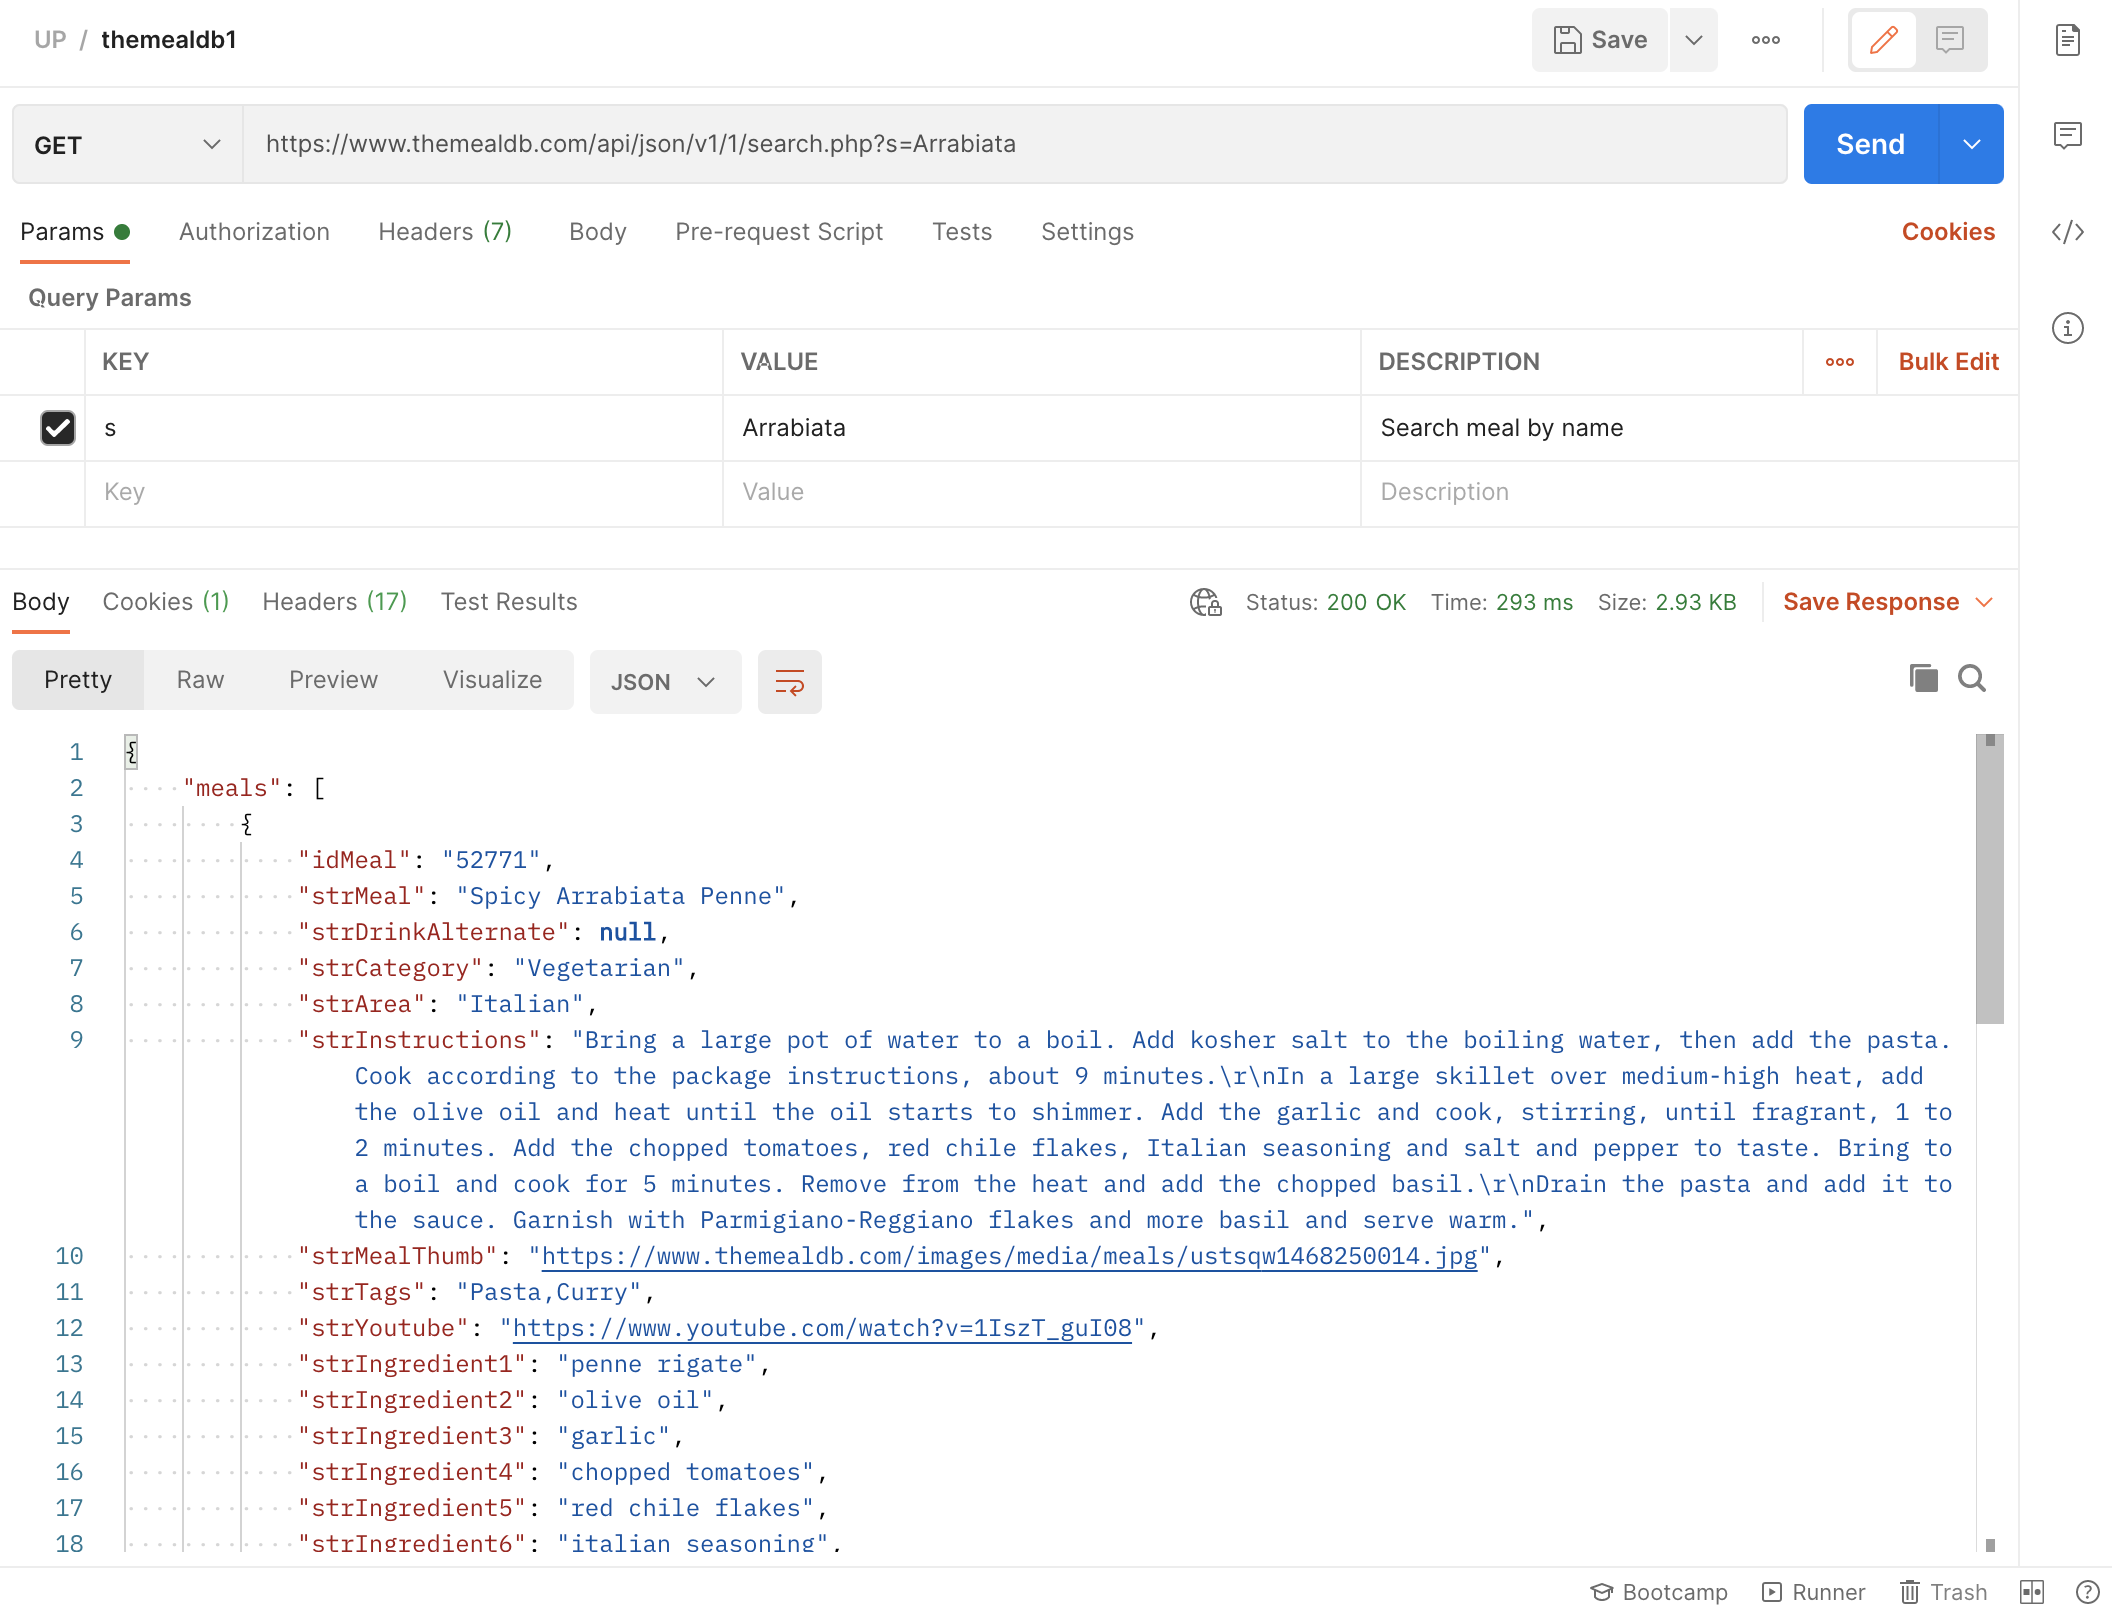 UP / themealdb1
Save
GET
https://www.themealdb.com/api/json/v1/1/search.php?s=Arrabiata
Send
Params Authorization Headers (7) Body Pre-request Script Tests Settings Cookies
Query Params
KEY VALUE DESCRIPTION Bulk Edit
s Arrabiata Search meal by name
Key Value Description
Body Cookies (1) Headers (17) Test Results Status: 200 OK Time: 293 ms Size: 2.93 KB Save Response
Pretty Raw Preview Visualize JSON
1 {
2 "meals": [
3 {
4 "idMeal": "52771",
5 "strMeal": "Spicy Arrabiata Penne",
6 "strDrinkAlternate": null,
7 "strCategory": "Vegetarian",
8 "strArea": "Italian",
9 "strInstructions": "Bring a large pot of water to a boil. Add kosher salt to the boiling water, then add the pasta.
Cook according to the package instructions, about 9 minutes.\r\nIn a large skillet over medium-high heat, add
the olive oil and heat until the oil starts to shimmer. Add the garlic and cook, stirring, until fragrant, 1 to
2 minutes. Add the chopped tomatoes, red chile flakes, Italian seasoning and salt and pepper to taste. Bring to
a boil and cook for 5 minutes. Remove from the heat and add the chopped basil.\r\nDrain the pasta and add it to
the sauce. Garnish with Parmigiano-Reggiano flakes and more basil and serve warm.",
10 "strMealThumb": "https://www.themealdb.com/images/media/meals/ustsqw1468250014.jpg",
11 "strTags": "Pasta,Curry",
12 "strYoutube": "https://www.youtube.com/watch?v=1IszT_guI08",
13 "strIngredient1": "penne rigate",
14 "strIngredient2": "olive oil",
15 "strIngredient3": "garlic",
16 "strIngredient4": "chopped tomatoes",
17 "strIngredient5": "red chile flakes",
18 "strIngredient6": "italian seasoning",
Bootcamp Runner Trash